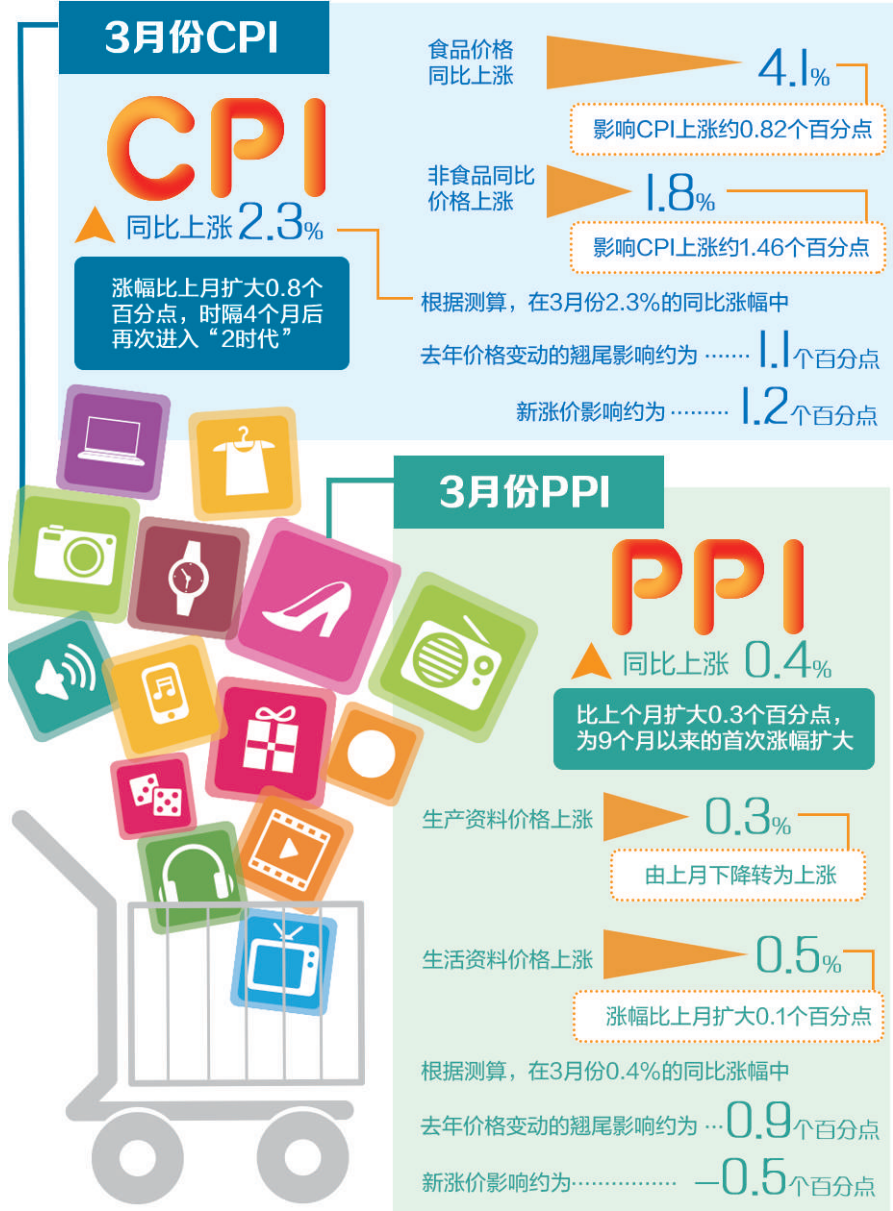 3月份CPI
CPI
同比上涨2.3%
涨幅比上月扩大0.8个
百分点，时隔4个月后
再次进入“2时代”
食品价格
同比上涨
4.1%
影响CPI上涨约0.82个百分点
非食品同比
价格上涨
1.8%
影响CPI上涨约1.46个百分点
根据测算，在3月份2.3%的同比涨幅中
去年价格变动的翘尾影响约为 ······· 1.1个百分点
新涨价影响约为 ········· 1.2个百分点
3月份PPI
PPI
同比上涨 0.4%
比上个月扩大0.3个百分点，
为9个月以来的首次涨幅扩大
生产资料价格上涨
0.3%
由上月下降转为上涨
生活资料价格上涨
0.5%
涨幅比上月扩大0.1个百分点
根据测算，在3月份0.4%的同比涨幅中
去年价格变动的翘尾影响约为 ···0.9个百分点
新涨价影响约为················ —0.5个百分点